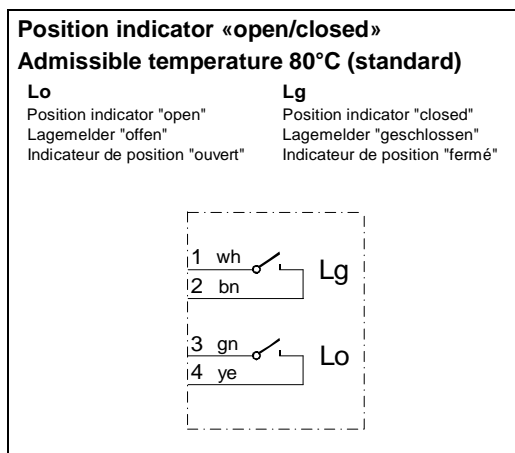 Position indicator «open/closed»
Admissible temperature 80°C (standard)
Lo
Position indicator "open"
Lagemelder "offen"
Indicateur de position "ouvert"
Lg
Position indicator "closed"
Lagemelder "geschlossen"
Indicateur de position "fermé"
1 wh
2 bn
Lg
3 gn
4 ye
Lo